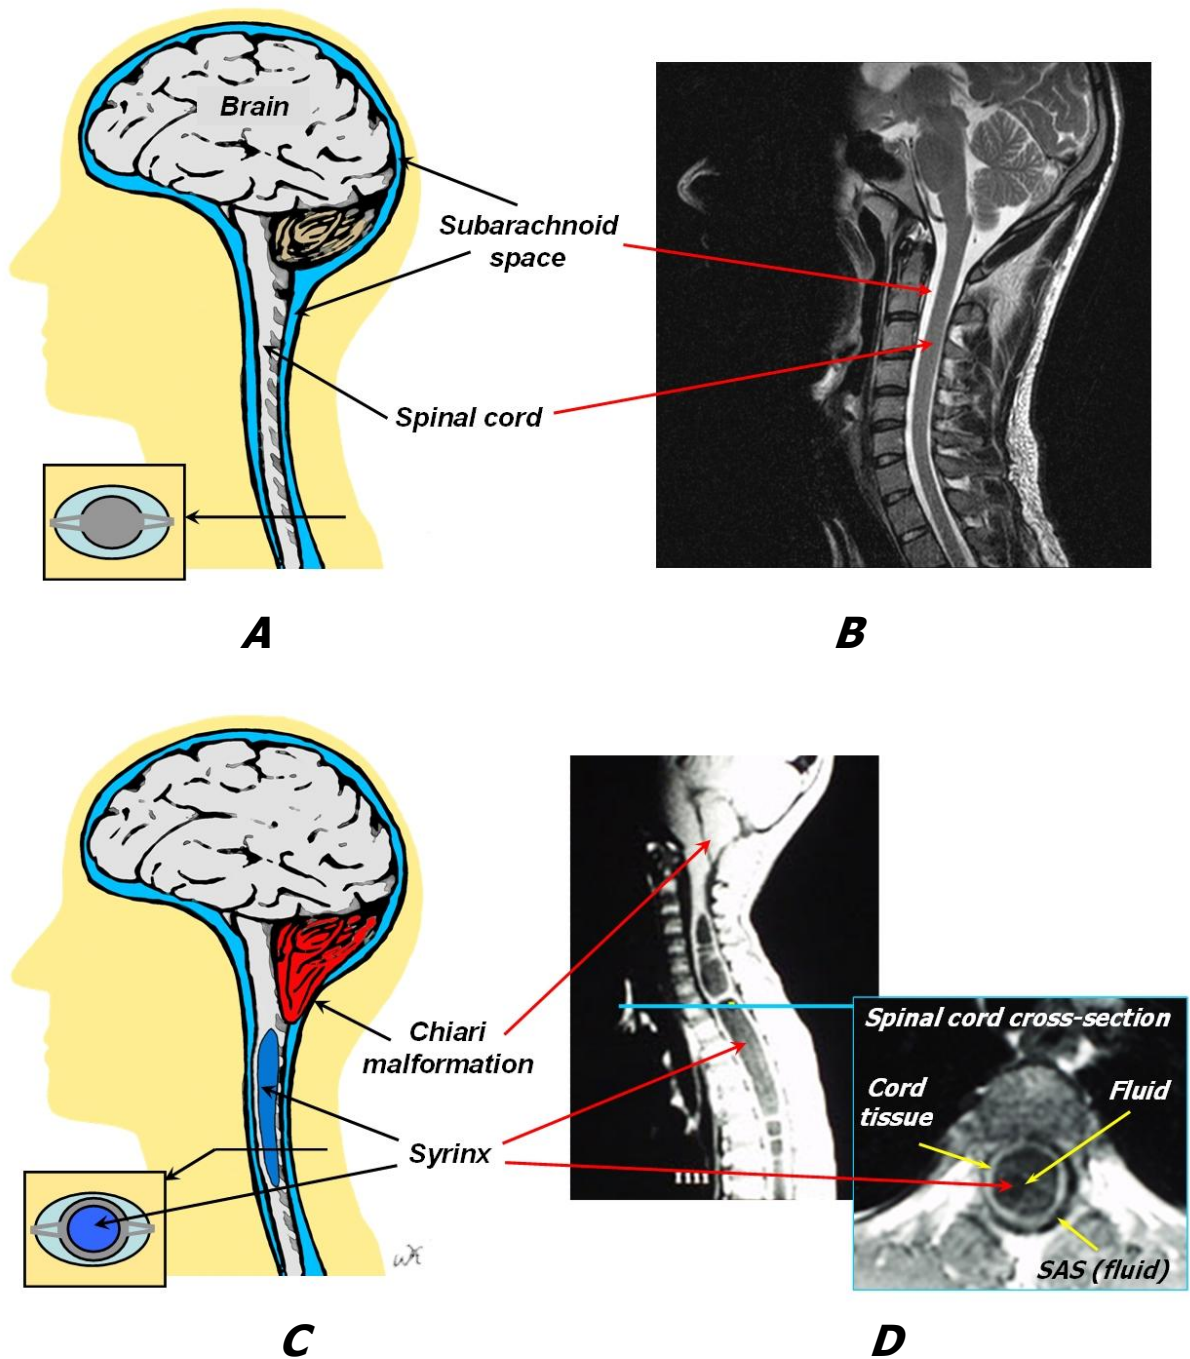 Brain
Subarachnoid
space
Spinal cord
A
B
Chiari
malformation
Syrinx
Spinal cord cross-section
Cord
tissue
Fluid
SAS (fluid)
C
D